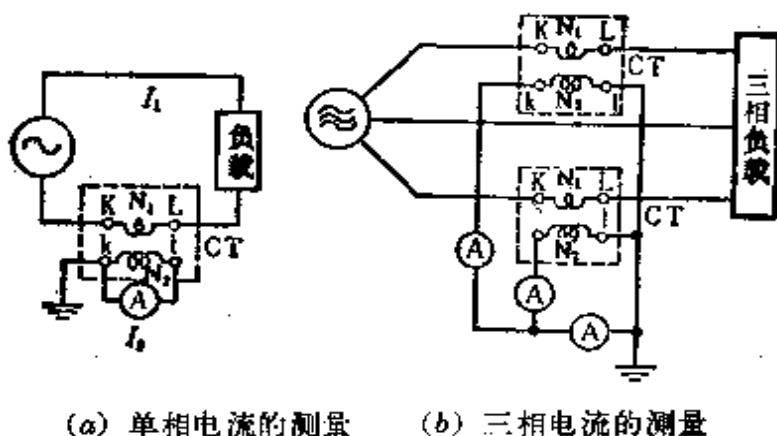 I₁
负载
K N₁ L
k N₂ l
CT
A
I₂
K N₁ L
CT
k N₂ l
K N₁ L
CT
l
N₂
A
A
A
三相负载
(a) 单相电流的测量
(b) 三相电流的测量